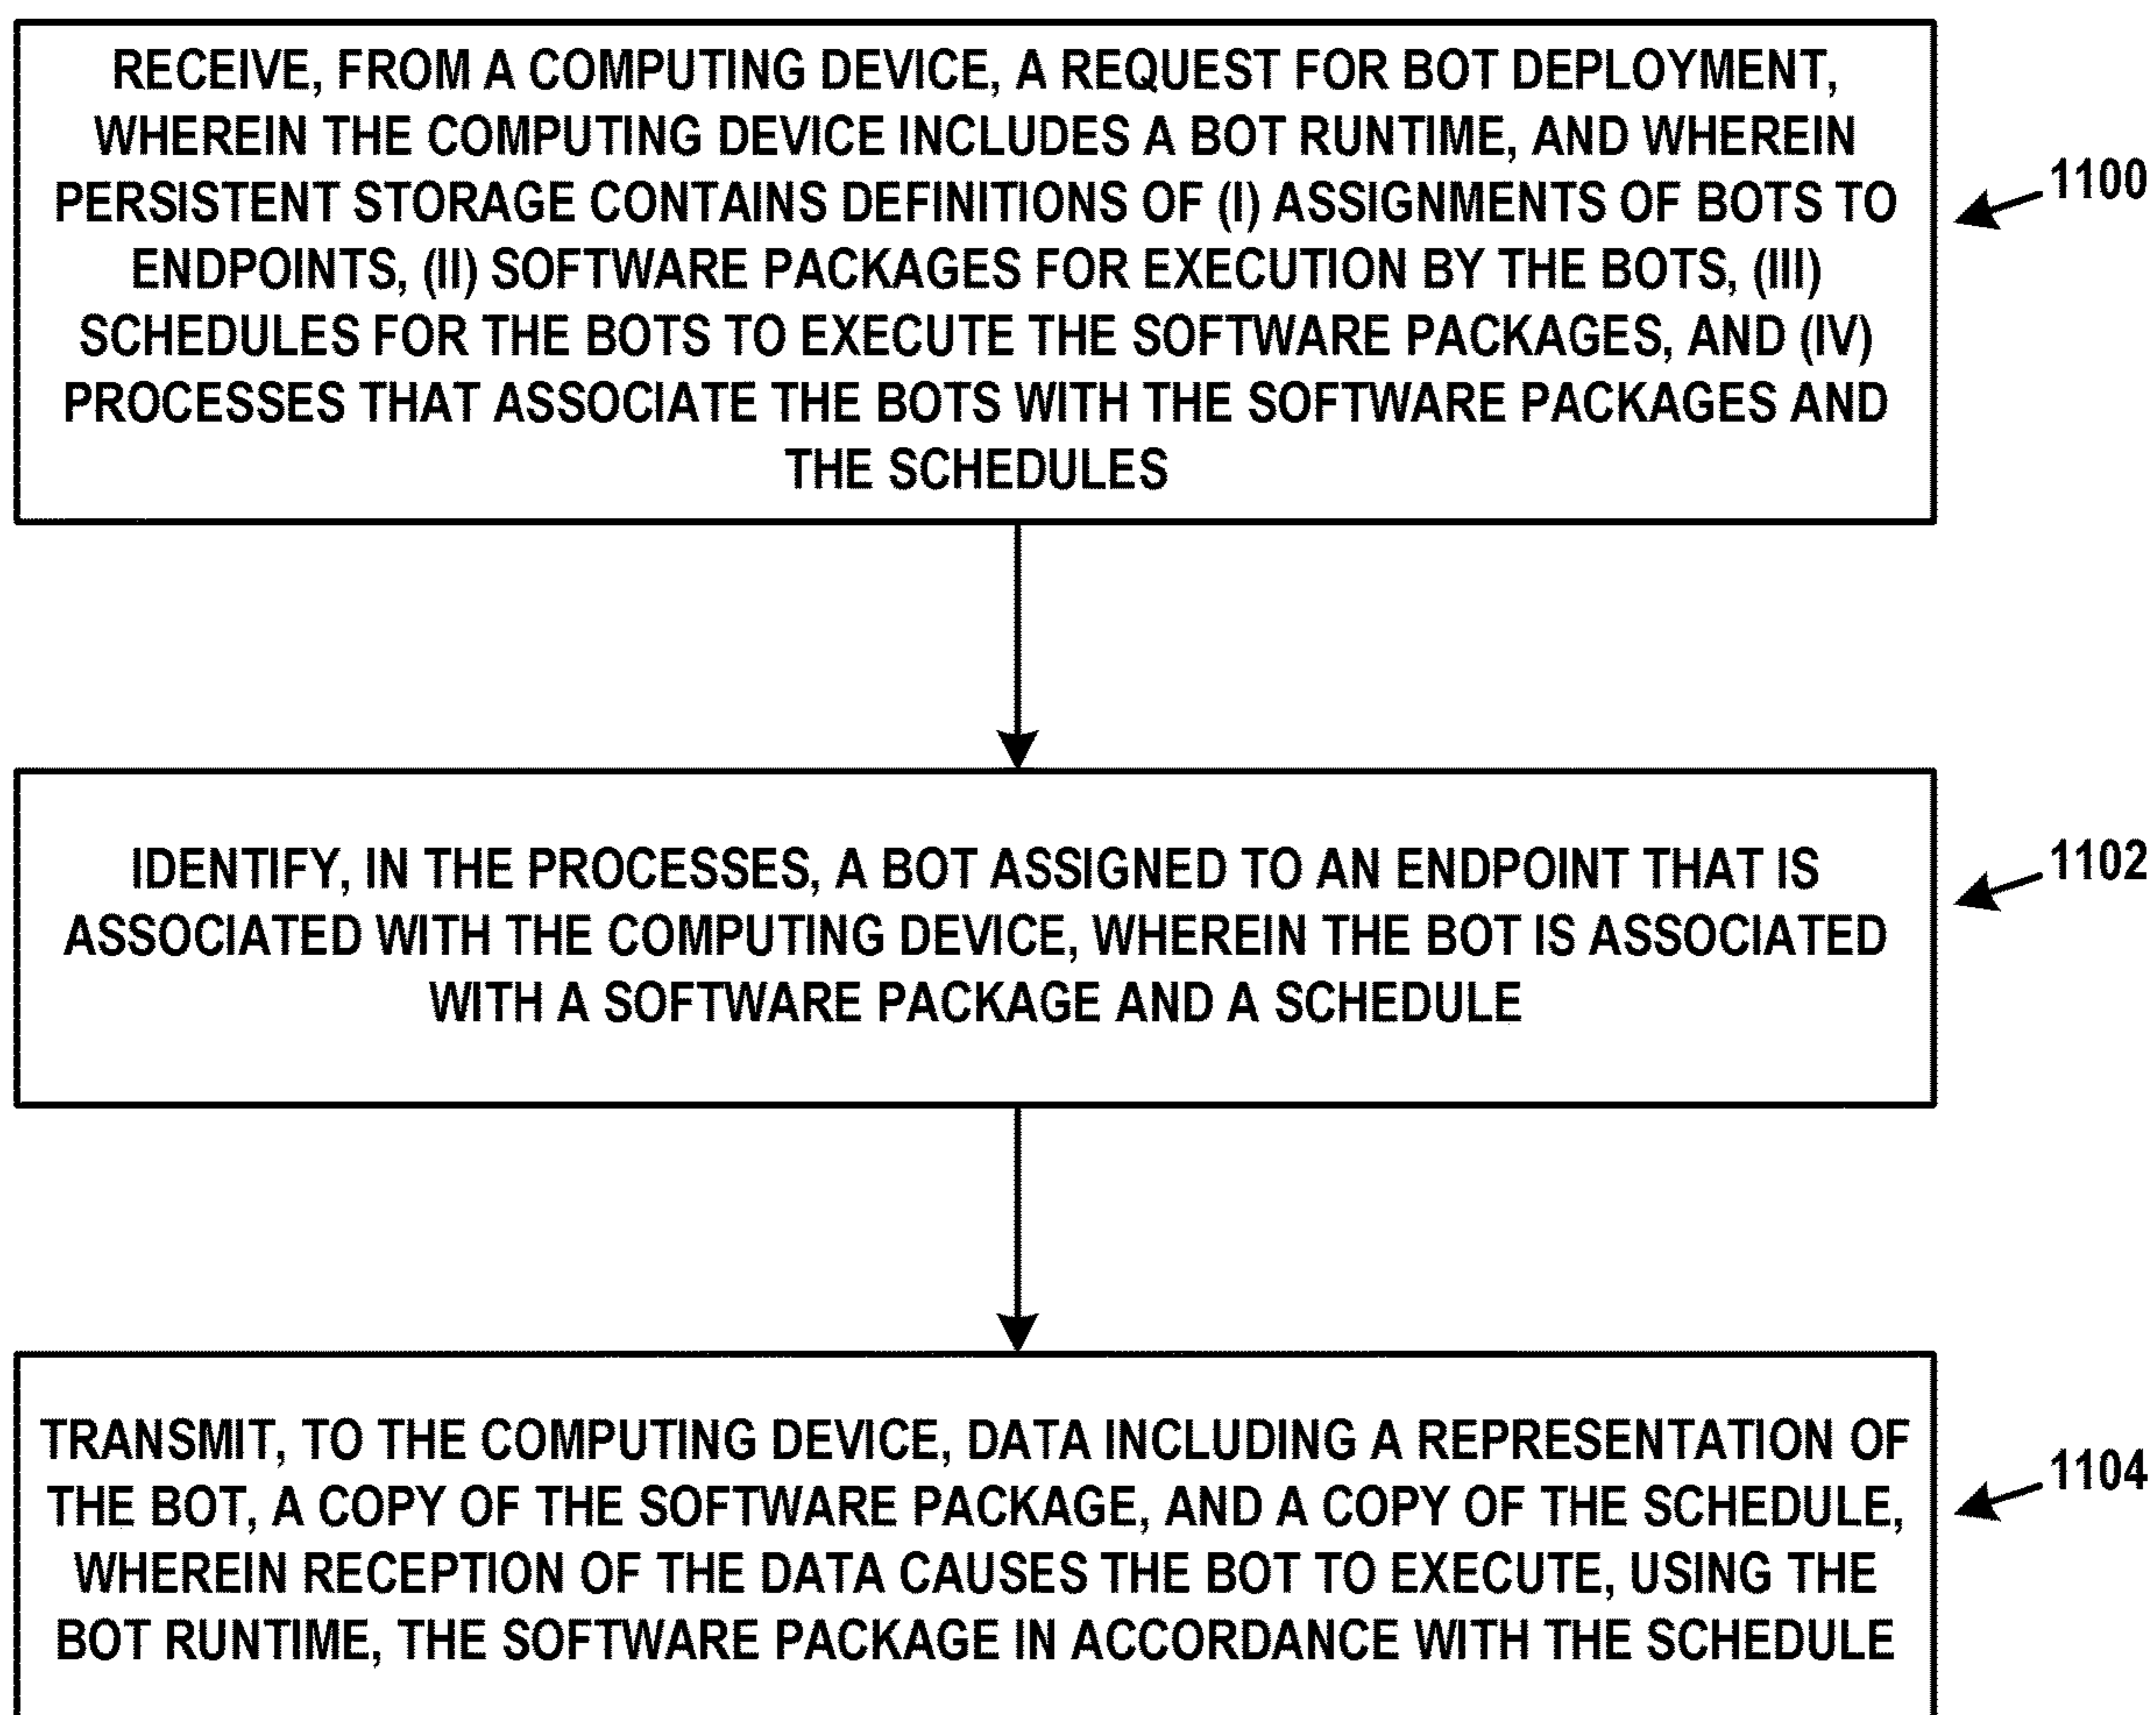 RECEIVE, FROM A COMPUTING DEVICE, A REQUEST FOR BOT DEPLOYMENT,
WHEREIN THE COMPUTING DEVICE INCLUDES A BOT RUNTIME, AND WHEREIN
PERSISTENT STORAGE CONTAINS DEFINITIONS OF (I) ASSIGNMENTS OF BOTS TO
ENDPOINTS, (II) SOFTWARE PACKAGES FOR EXECUTION BY THE BOTS, (III)
SCHEDULES FOR THE BOTS TO EXECUTE THE SOFTWARE PACKAGES, AND (IV)
PROCESSES THAT ASSOCIATE THE BOTS WITH THE SOFTWARE PACKAGES AND
THE SCHEDULES
1100
IDENTIFY, IN THE PROCESSES, A BOT ASSIGNED TO AN ENDPOINT THAT IS
ASSOCIATED WITH THE COMPUTING DEVICE, WHEREIN THE BOT IS ASSOCIATED
WITH A SOFTWARE PACKAGE AND A SCHEDULE
1102
TRANSMIT, TO THE COMPUTING DEVICE, DATA INCLUDING A REPRESENTATION OF
THE BOT, A COPY OF THE SOFTWARE PACKAGE, AND A COPY OF THE SCHEDULE,
WHEREIN RECEPTION OF THE DATA CAUSES THE BOT TO EXECUTE, USING THE
BOT RUNTIME, THE SOFTWARE PACKAGE IN ACCORDANCE WITH THE SCHEDULE
1104